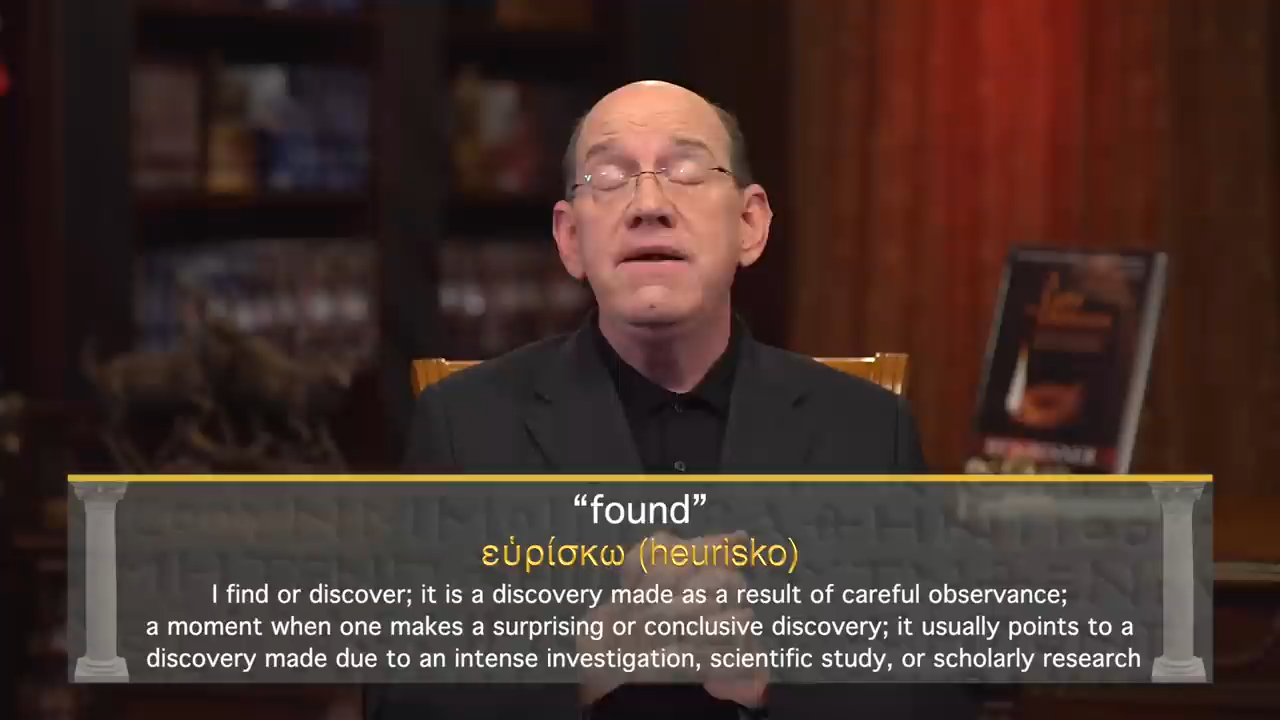 “found”
εὑρίσκω (heurisko)
I find or discover; it is a discovery made as a result of careful observance;
a moment when one makes a surprising or conclusive discovery; it usually points to a
discovery made due to an intense investigation, scientific study, or scholarly research